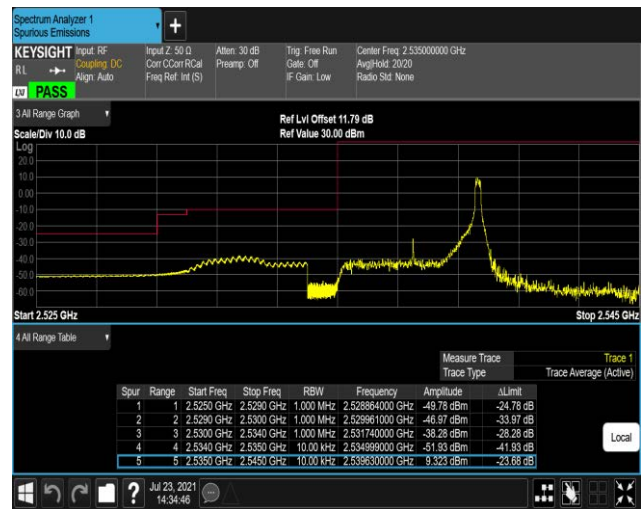 Spectrum Analyzer 1
Spurious Emissions
+
KEYSIGHT Input: RF Input Z: 50 Ω Atten: 30 dB Trig: Free Run Center Freq: 2.535000000 GHz
RL Coupling: DC Corr CCorr RCal Preamp: Off Gate: Off Avg|Hold: 20/20
Align: Auto Freq Ref: Int (S) IF Gain: Low Radio Std: None
LXI PASS
3 All Range Graph
Ref Lvl Offset 11.79 dB
Scale/Div 10.0 dB Ref Value 30.00 dBm
Log
20.0
10.0
0.00
-10.0
-20.0
-30.0
-40.0
-50.0
-60.0
Start 2.525 GHz Stop 2.545 GHz
4 All Range Table
Measure Trace Trace 1
Trace Type Trace Average (Active)
Spur Range Start Freq Stop Freq RBW Frequency Amplitude ΔLimit
1 1 2.5250 GHz 2.5290 GHz 1.000 MHz 2.528864000 GHz -49.78 dBm -24.78 dB
2 2 2.5290 GHz 2.5300 GHz 1.000 MHz 2.529961000 GHz -46.97 dBm -33.97 dB
3 3 2.5300 GHz 2.5340 GHz 1.000 MHz 2.531740000 GHz -38.28 dBm -28.28 dB
4 4 2.5340 GHz 2.5350 GHz 10.00 kHz 2.534999000 GHz -51.93 dBm -41.93 dB
5 5 2.5350 GHz 2.5450 GHz 10.00 kHz 2.539630000 GHz 9.323 dBm -23.68 dB
Local
? Jul 23, 2021
14:34:46